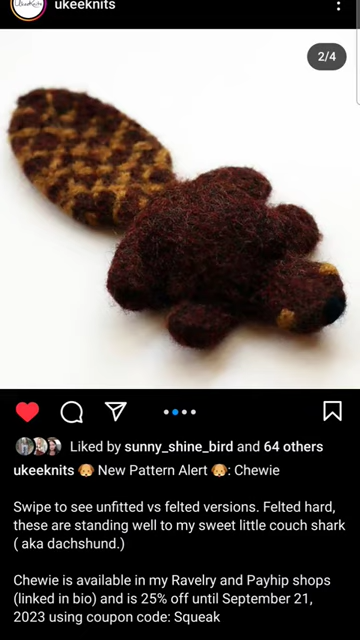 ukeeknits
2/4
Liked by sunny_shine_bird and 64 others
ukeeknits 🐶 New Pattern Alert 🐶: Chewie
Swipe to see unfitted vs felted versions. Felted hard,
these are standing well to my sweet little couch shark
( aka dachshund.)
Chewie is available in my Ravelry and Payhip shops
(linked in bio) and is 25% off until September 21,
2023 using coupon code: Squeak